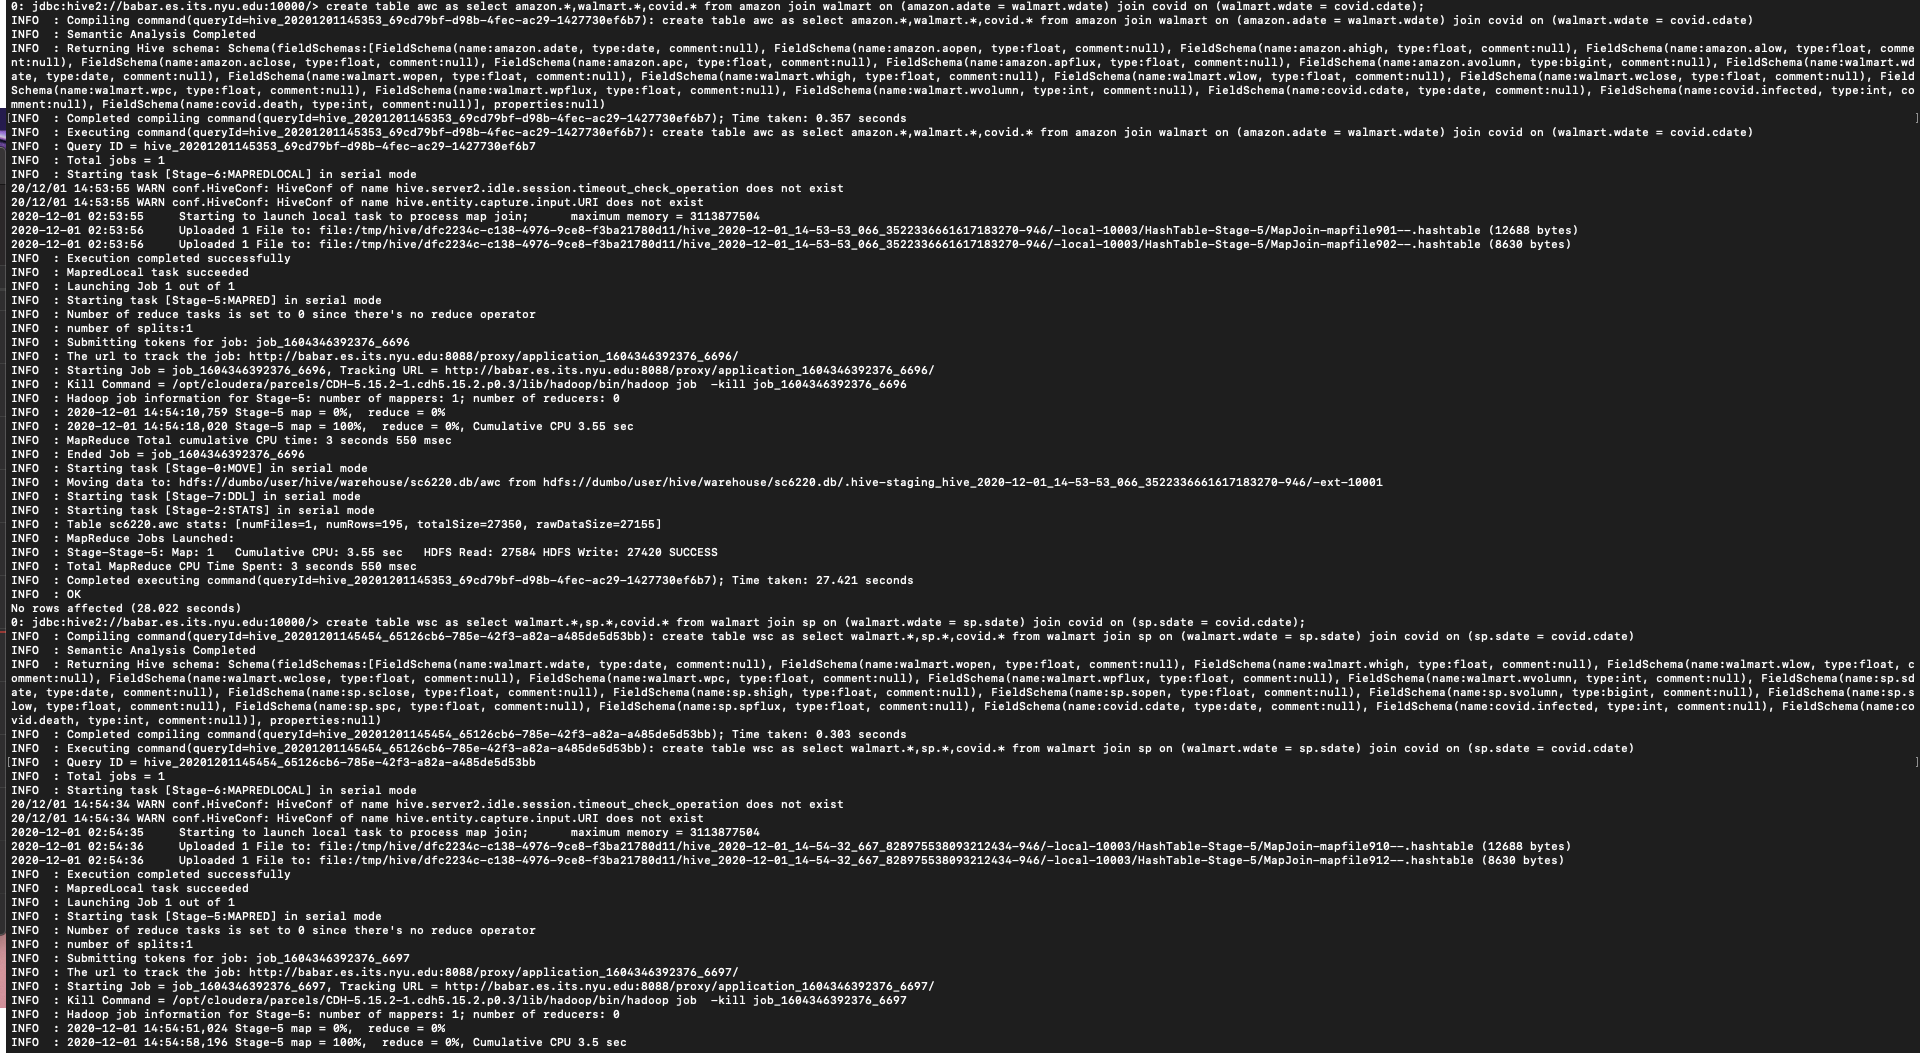 0: jdbc:hive2://babar.es.its.nyu.edu:10000/> create table awc as select amazon.*,walmart.*,covid.* from amazon join walmart on (amazon.adate = walmart.wdate) join covid on (walmart.wdate = covid.cdate);
INFO  : Compiling command(queryId=hive_20201201145353_69cd79bf-d98b-4fec-ac29-1427730ef6b7): create table awc as select amazon.*,walmart.*,covid.* from amazon join walmart on (amazon.adate = walmart.wdate) join covid on (walmart.wdate = covid.cdate)
INFO  : Semantic Analysis Completed
INFO  : Returning Hive schema: Schema(fieldSchemas:[FieldSchema(name:amazon.adate, type:date, comment:null), FieldSchema(name:amazon.aopen, type:float, comment:null), FieldSchema(name:amazon.ahigh, type:float, comment:null), FieldSchema(name:amazon.alow, type:float, comme
nt:null), FieldSchema(name:amazon.aclose, type:float, comment:null), FieldSchema(name:amazon.apc, type:float, comment:null), FieldSchema(name:amazon.apflux, type:float, comment:null), FieldSchema(name:amazon.avolumn, type:bigint, comment:null), FieldSchema(name:walmart.wd
ate, type:date, comment:null), FieldSchema(name:walmart.wopen, type:float, comment:null), FieldSchema(name:walmart.whigh, type:float, comment:null), FieldSchema(name:walmart.wlow, type:float, comment:null), FieldSchema(name:walmart.wclose, type:float, comment:null), Field
Schema(name:walmart.wpc, type:float, comment:null), FieldSchema(name:walmart.wpflux, type:float, comment:null), FieldSchema(name:walmart.wvolumn, type:int, comment:null), FieldSchema(name:covid.cdate, type:date, comment:null), FieldSchema(name:covid.infected, type:int, co
mment:null), FieldSchema(name:covid.death, type:int, comment:null)], properties:null)
[INFO  : Completed compiling command(queryId=hive_20201201145353_69cd79bf-d98b-4fec-ac29-1427730ef6b7); Time taken: 0.357 seconds ]
INFO  : Executing command(queryId=hive_20201201145353_69cd79bf-d98b-4fec-ac29-1427730ef6b7): create table awc as select amazon.*,walmart.*,covid.* from amazon join walmart on (amazon.adate = walmart.wdate) join covid on (walmart.wdate = covid.cdate)
INFO  : Query ID = hive_20201201145353_69cd79bf-d98b-4fec-ac29-1427730ef6b7
INFO  : Total jobs = 1
INFO  : Starting task [Stage-6:MAPREDLOCAL] in serial mode
20/12/01 14:53:55 WARN conf.HiveConf: HiveConf of name hive.server2.idle.session.timeout_check_operation does not exist
20/12/01 14:53:55 WARN conf.HiveConf: HiveConf of name hive.entity.capture.input.URI does not exist
2020-12-01 02:53:55     Starting to launch local task to process map join;      maximum memory = 3113877504
2020-12-01 02:53:56     Uploaded 1 File to: file:/tmp/hive/dfc2234c-c138-4976-9ce8-f3ba21780d11/hive_2020-12-01_14-53-53_066_3522336661617183270-946/-local-10003/HashTable-Stage-5/MapJoin-mapfile901--.hashtable (12688 bytes)
2020-12-01 02:53:56     Uploaded 1 File to: file:/tmp/hive/dfc2234c-c138-4976-9ce8-f3ba21780d11/hive_2020-12-01_14-53-53_066_3522336661617183270-946/-local-10003/HashTable-Stage-5/MapJoin-mapfile902--.hashtable (8630 bytes)
INFO  : Execution completed successfully
INFO  : MapredLocal task succeeded
INFO  : Launching Job 1 out of 1
INFO  : Starting task [Stage-5:MAPRED] in serial mode
INFO  : Number of reduce tasks is set to 0 since there's no reduce operator
INFO  : number of splits:1
INFO  : Submitting tokens for job: job_1604346392376_6696
INFO  : The url to track the job: http://babar.es.its.nyu.edu:8088/proxy/application_1604346392376_6696/
INFO  : Starting Job = job_1604346392376_6696, Tracking URL = http://babar.es.its.nyu.edu:8088/proxy/application_1604346392376_6696/
INFO  : Kill Command = /opt/cloudera/parcels/CDH-5.15.2-1.cdh5.15.2.p0.3/lib/hadoop/bin/hadoop job  -kill job_1604346392376_6696
INFO  : Hadoop job information for Stage-5: number of mappers: 1; number of reducers: 0
INFO  : 2020-12-01 14:54:10,759 Stage-5 map = 0%,  reduce = 0%
INFO  : 2020-12-01 14:54:18,020 Stage-5 map = 100%,  reduce = 0%, Cumulative CPU 3.55 sec
INFO  : MapReduce Total cumulative CPU time: 3 seconds 550 msec
INFO  : Ended Job = job_1604346392376_6696
INFO  : Starting task [Stage-0:MOVE] in serial mode
INFO  : Moving data to: hdfs://dumbo/user/hive/warehouse/sc6220.db/awc from hdfs://dumbo/user/hive/warehouse/sc6220.db/.hive-staging_hive_2020-12-01_14-53-53_066_3522336661617183270-946/-ext-10001
INFO  : Starting task [Stage-7:DDL] in serial mode
INFO  : Starting task [Stage-2:STATS] in serial mode
INFO  : Table sc6220.awc stats: [numFiles=1, numRows=195, totalSize=27350, rawDataSize=27155]
INFO  : MapReduce Jobs Launched:
INFO  : Stage-Stage-5: Map: 1   Cumulative CPU: 3.55 sec   HDFS Read: 27584 HDFS Write: 27420 SUCCESS
INFO  : Total MapReduce CPU Time Spent: 3 seconds 550 msec
INFO  : Completed executing command(queryId=hive_20201201145353_69cd79bf-d98b-4fec-ac29-1427730ef6b7); Time taken: 27.421 seconds
INFO  : OK
No rows affected (28.022 seconds)
0: jdbc:hive2://babar.es.its.nyu.edu:10000/> create table wsc as select walmart.*,sp.*,covid.* from walmart join sp on (walmart.wdate = sp.sdate) join covid on (sp.sdate = covid.cdate);
INFO  : Compiling command(queryId=hive_20201201145454_65126cb6-785e-42f3-a82a-a485de5d53bb): create table wsc as select walmart.*,sp.*,covid.* from walmart join sp on (walmart.wdate = sp.sdate) join covid on (sp.sdate = covid.cdate)
INFO  : Semantic Analysis Completed
INFO  : Returning Hive schema: Schema(fieldSchemas:[FieldSchema(name:walmart.wdate, type:date, comment:null), FieldSchema(name:walmart.wopen, type:float, comment:null), FieldSchema(name:walmart.whigh, type:float, comment:null), FieldSchema(name:walmart.wlow, type:float, c
omment:null), FieldSchema(name:walmart.wclose, type:float, comment:null), FieldSchema(name:walmart.wpc, type:float, comment:null), FieldSchema(name:walmart.wpflux, type:float, comment:null), FieldSchema(name:walmart.wvolumn, type:int, comment:null), FieldSchema(name:sp.sd
ate, type:date, comment:null), FieldSchema(name:sp.sclose, type:float, comment:null), FieldSchema(name:sp.shigh, type:float, comment:null), FieldSchema(name:sp.sopen, type:float, comment:null), FieldSchema(name:sp.svolumn, type:bigint, comment:null), FieldSchema(name:sp.s
low, type:float, comment:null), FieldSchema(name:sp.spc, type:float, comment:null), FieldSchema(name:sp.spflux, type:float, comment:null), FieldSchema(name:covid.cdate, type:date, comment:null), FieldSchema(name:covid.infected, type:int, comment:null), FieldSchema(name:co
vid.death, type:int, comment:null)], properties:null)
INFO  : Completed compiling command(queryId=hive_20201201145454_65126cb6-785e-42f3-a82a-a485de5d53bb); Time taken: 0.303 seconds
INFO  : Executing command(queryId=hive_20201201145454_65126cb6-785e-42f3-a82a-a485de5d53bb): create table wsc as select walmart.*,sp.*,covid.* from walmart join sp on (walmart.wdate = sp.sdate) join covid on (sp.sdate = covid.cdate)
[INFO  : Query ID = hive_20201201145454_65126cb6-785e-42f3-a82a-a485de5d53bb ]
INFO  : Total jobs = 1
INFO  : Starting task [Stage-6:MAPREDLOCAL] in serial mode
20/12/01 14:54:34 WARN conf.HiveConf: HiveConf of name hive.server2.idle.session.timeout_check_operation does not exist
20/12/01 14:54:34 WARN conf.HiveConf: HiveConf of name hive.entity.capture.input.URI does not exist
2020-12-01 02:54:35     Starting to launch local task to process map join;      maximum memory = 3113877504
2020-12-01 02:54:36     Uploaded 1 File to: file:/tmp/hive/dfc2234c-c138-4976-9ce8-f3ba21780d11/hive_2020-12-01_14-54-32_667_828975538093212434-946/-local-10003/HashTable-Stage-5/MapJoin-mapfile910--.hashtable (12688 bytes)
2020-12-01 02:54:36     Uploaded 1 File to: file:/tmp/hive/dfc2234c-c138-4976-9ce8-f3ba21780d11/hive_2020-12-01_14-54-32_667_828975538093212434-946/-local-10003/HashTable-Stage-5/MapJoin-mapfile912--.hashtable (8630 bytes)
INFO  : Execution completed successfully
INFO  : MapredLocal task succeeded
INFO  : Launching Job 1 out of 1
INFO  : Starting task [Stage-5:MAPRED] in serial mode
INFO  : Number of reduce tasks is set to 0 since there's no reduce operator
INFO  : number of splits:1
INFO  : Submitting tokens for job: job_1604346392376_6697
INFO  : The url to track the job: http://babar.es.its.nyu.edu:8088/proxy/application_1604346392376_6697/
INFO  : Starting Job = job_1604346392376_6697, Tracking URL = http://babar.es.its.nyu.edu:8088/proxy/application_1604346392376_6697/
INFO  : Kill Command = /opt/cloudera/parcels/CDH-5.15.2-1.cdh5.15.2.p0.3/lib/hadoop/bin/hadoop job  -kill job_1604346392376_6697
INFO  : Hadoop job information for Stage-5: number of mappers: 1; number of reducers: 0
INFO  : 2020-12-01 14:54:51,024 Stage-5 map = 0%,  reduce = 0%
INFO  : 2020-12-01 14:54:58,196 Stage-5 map = 100%,  reduce = 0%, Cumulative CPU 3.5 sec